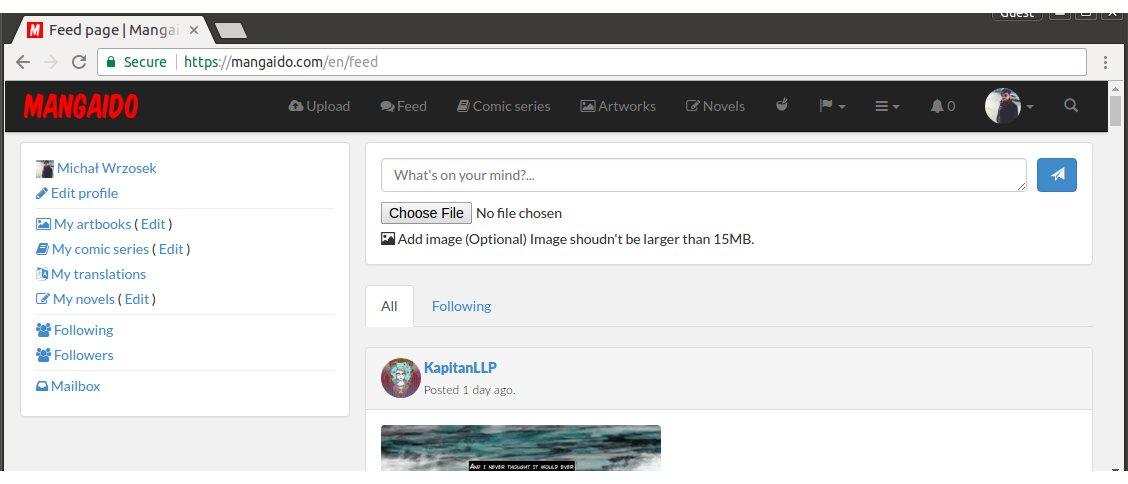 Guest
Feed page | Mangai
Secure https://mangaido.com/en/feed
MANGAIDO Upload Feed Comic series Artworks Novels 0
Michał Wrzosek
Edit profile
My artbooks ( Edit )
My comic series ( Edit )
My translations
My novels ( Edit )
Following
Followers
Mailbox
What's on your mind?...
Choose File No file chosen
Add image (Optional) Image shoudn't be larger than 15MB.
All Following
KapitanLLP
Posted 1 day ago.
AND I NEVER THOUGHT IT WOULD EVER